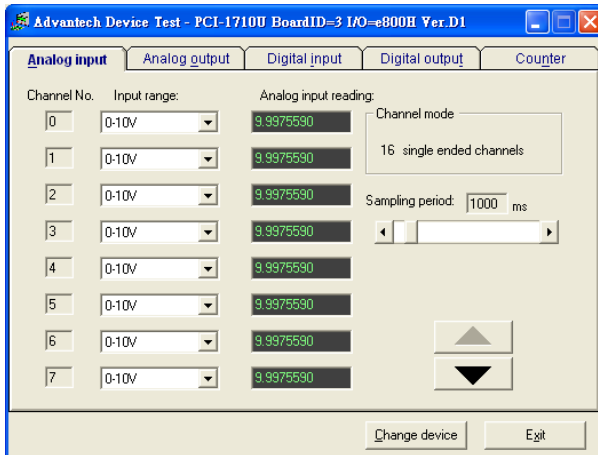 Advantech Device Test - PCI-1710U BoardID=3 I/O=e800H Ver.D1
Analog input Analog output Digital input Digital output Counter
Channel No. Input range: Analog input reading:
0 0-10V 9.9975590
1 0-10V 9.9975590
2 0-10V 9.9975590
3 0-10V 9.9975590
4 0-10V 9.9975590
5 0-10V 9.9975590
6 0-10V 9.9975590
7 0-10V 9.9975590
Channel mode
16 single ended channels
Sampling period: 1000 ms
Change device Exit